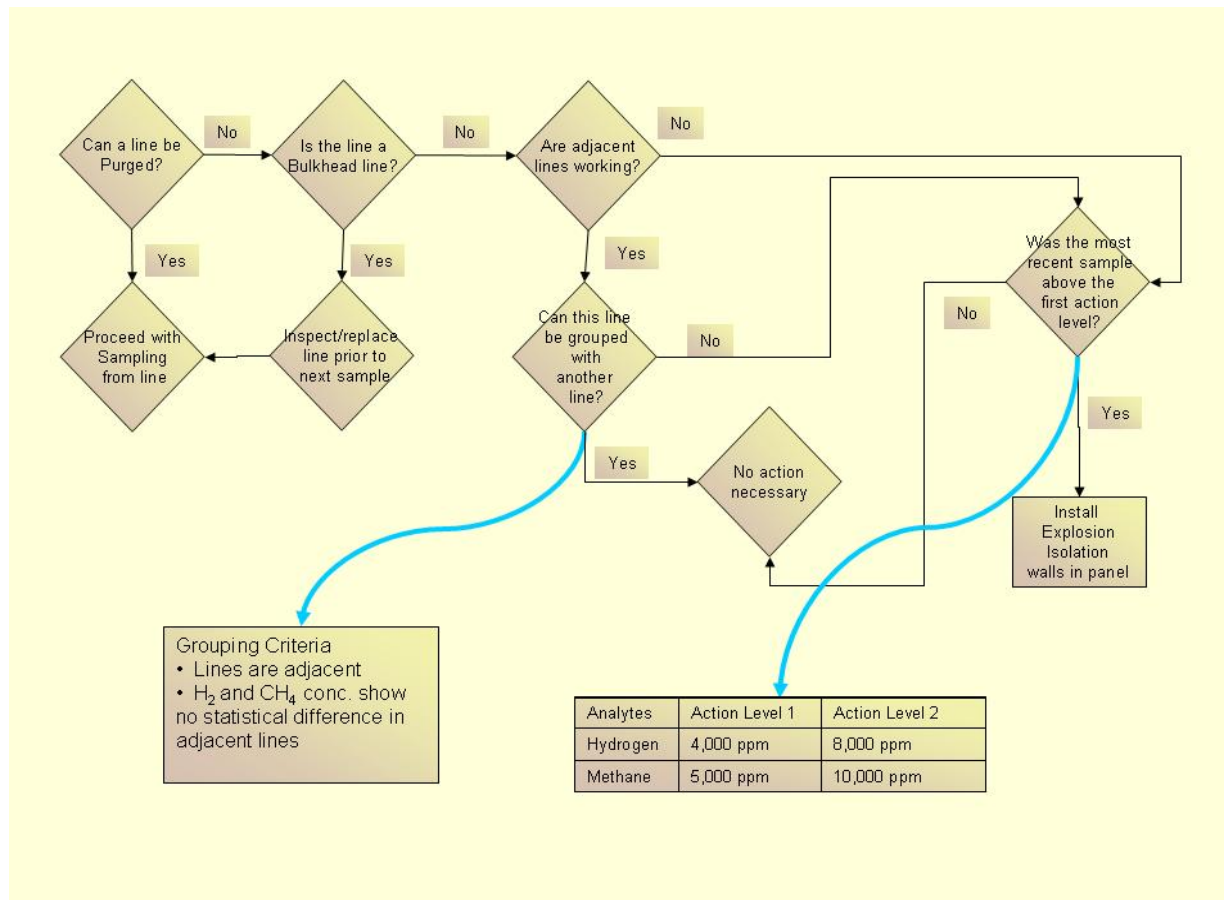 Can a line be
Purged?
No
Is the line a
Bulkhead line?
No
Are adjacent
lines working?
No
Yes
Yes
Yes
Proceed with
Sampling
from line
Inspect/replace
line prior to
next sample
Can this line
be grouped
with
another
line?
No
Was the most
recent sample
above the
first action
level?
No
Yes
Yes
No action
necessary
Install
Explosion
Isolation
walls in panel
Grouping Criteria
• Lines are adjacent
• H₂ and CH₄ conc. show
no statistical difference in
adjacent lines
Analytes Action Level 1 Action Level 2
Hydrogen 4,000 ppm 8,000 ppm
Methane 5,000 ppm 10,000 ppm